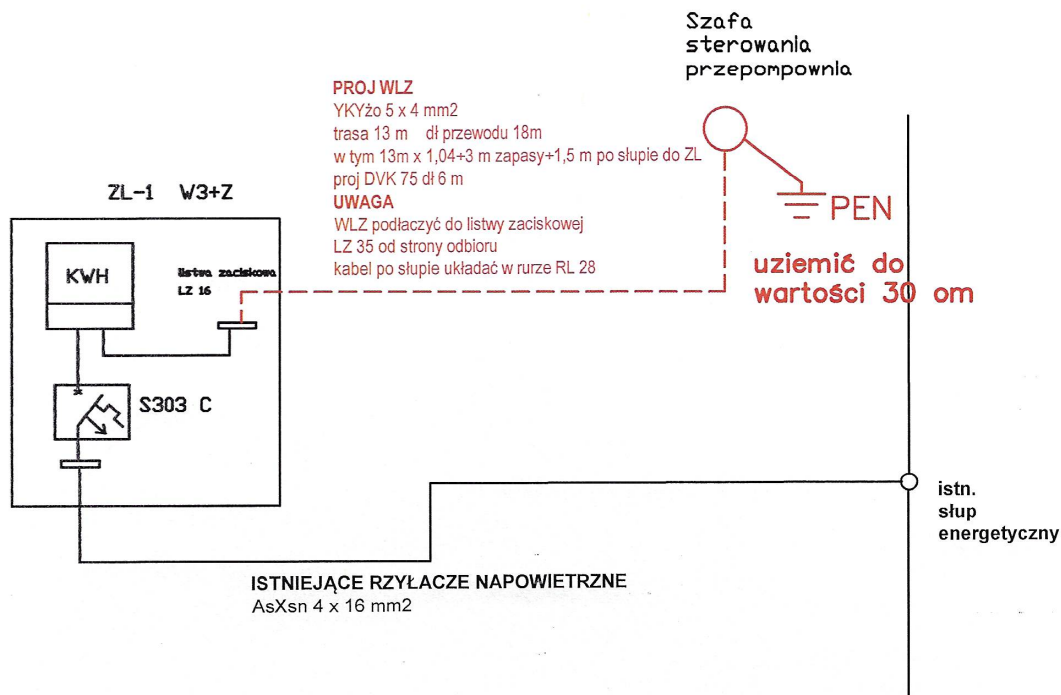 Szafa
sterowania
przepompownia
PROJ WLZ
YKYżo 5 x 4 mm2
trasa 13 m dł przewodu 18m
w tym 13m x 1,04+3 m zapasy+1,5 m po słupie do ZL
proj DVK 75 dł 6 m
UWAGA
WLZ podłaczyć do listwy zaciskowej
LZ 35 od strony odbioru
kabel po słupie układać w rurze RL 28
ZL-1 W3+Z
KWH
listwa zaciskowa
LZ 16
PEN
uziemić do
wartości 30 om
S303 C
istn.
słup
energetyczny
ISTNIEJĄCE RZYŁACZE NAPOWIETRZNE
AsXsn 4 x 16 mm2